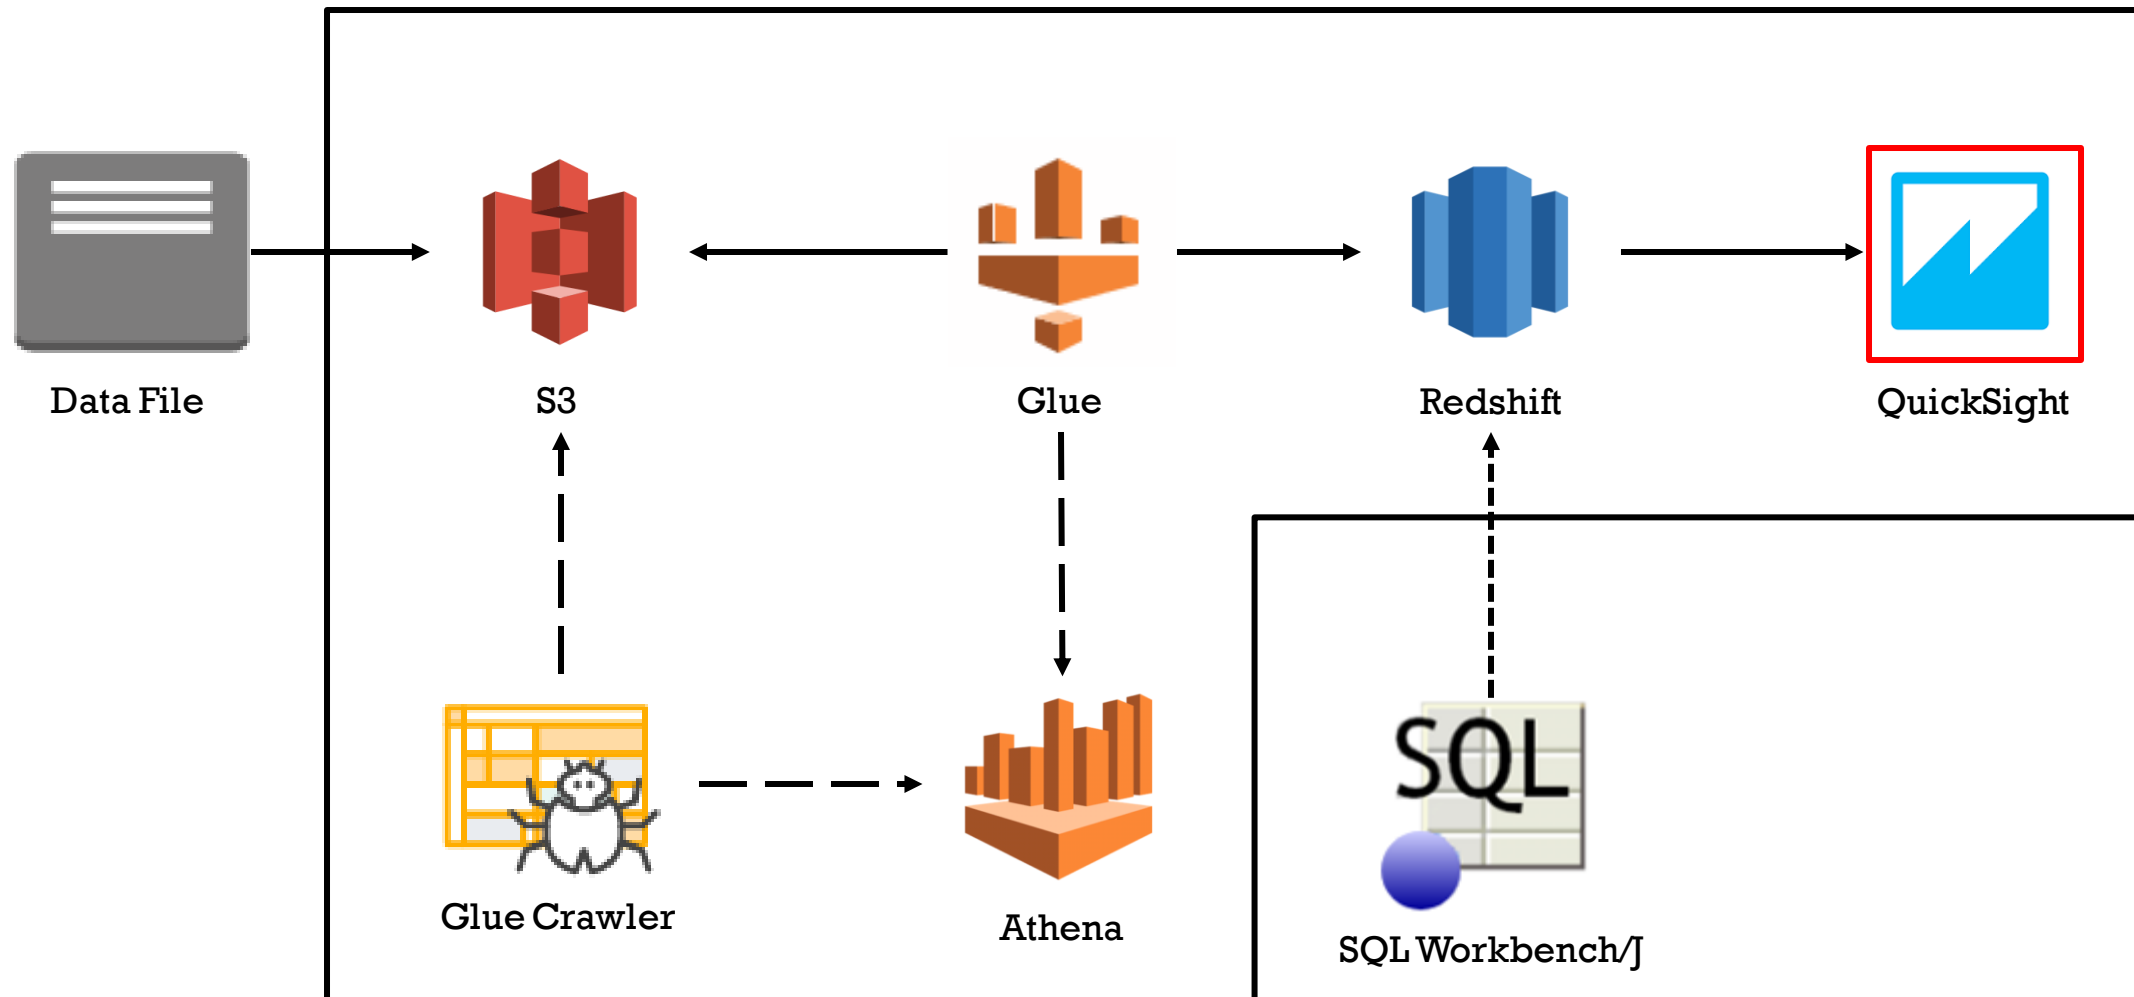 Data File
S3
Glue
Redshift
QuickSight
Glue Crawler
Athena
SQL
SQL Workbench/J